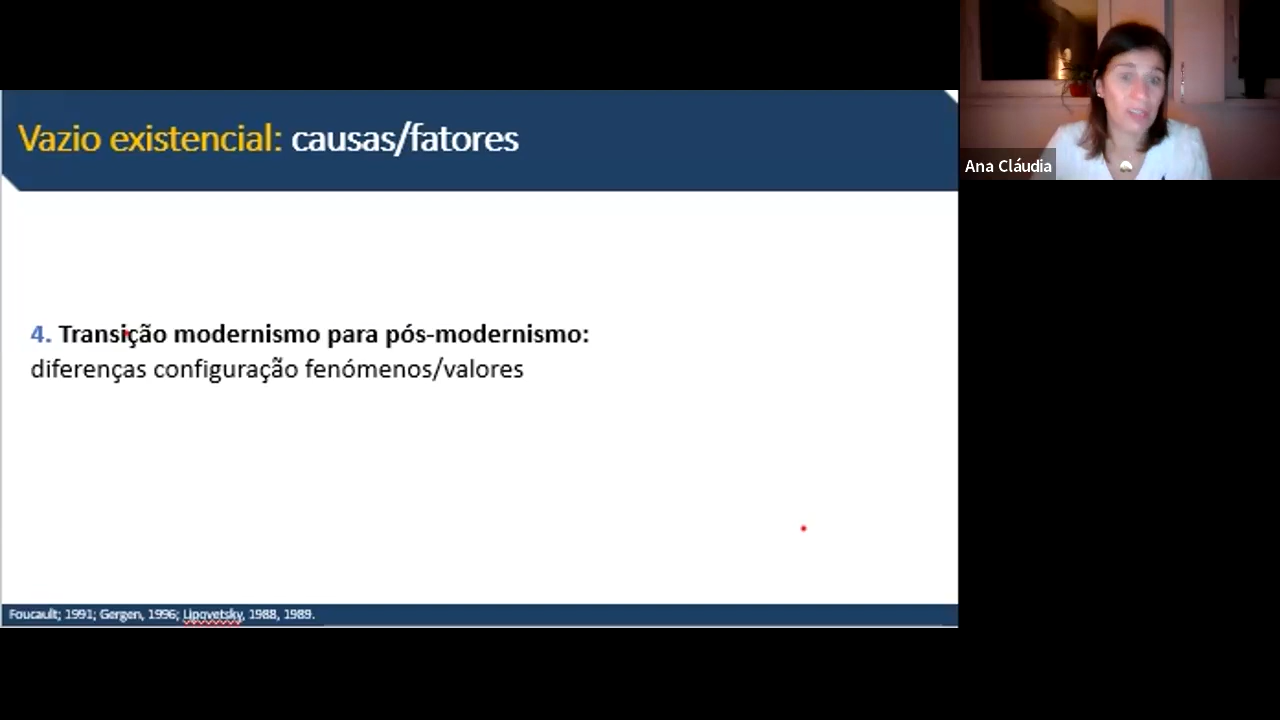 Vazio existencial: causas/fatores
Ana Cláudia
4. Transição modernismo para pós-modernismo:
diferenças configuração fenómenos/valores
Foucault; 1991; Gergen, 1996; Lipovetsky, 1988, 1989.